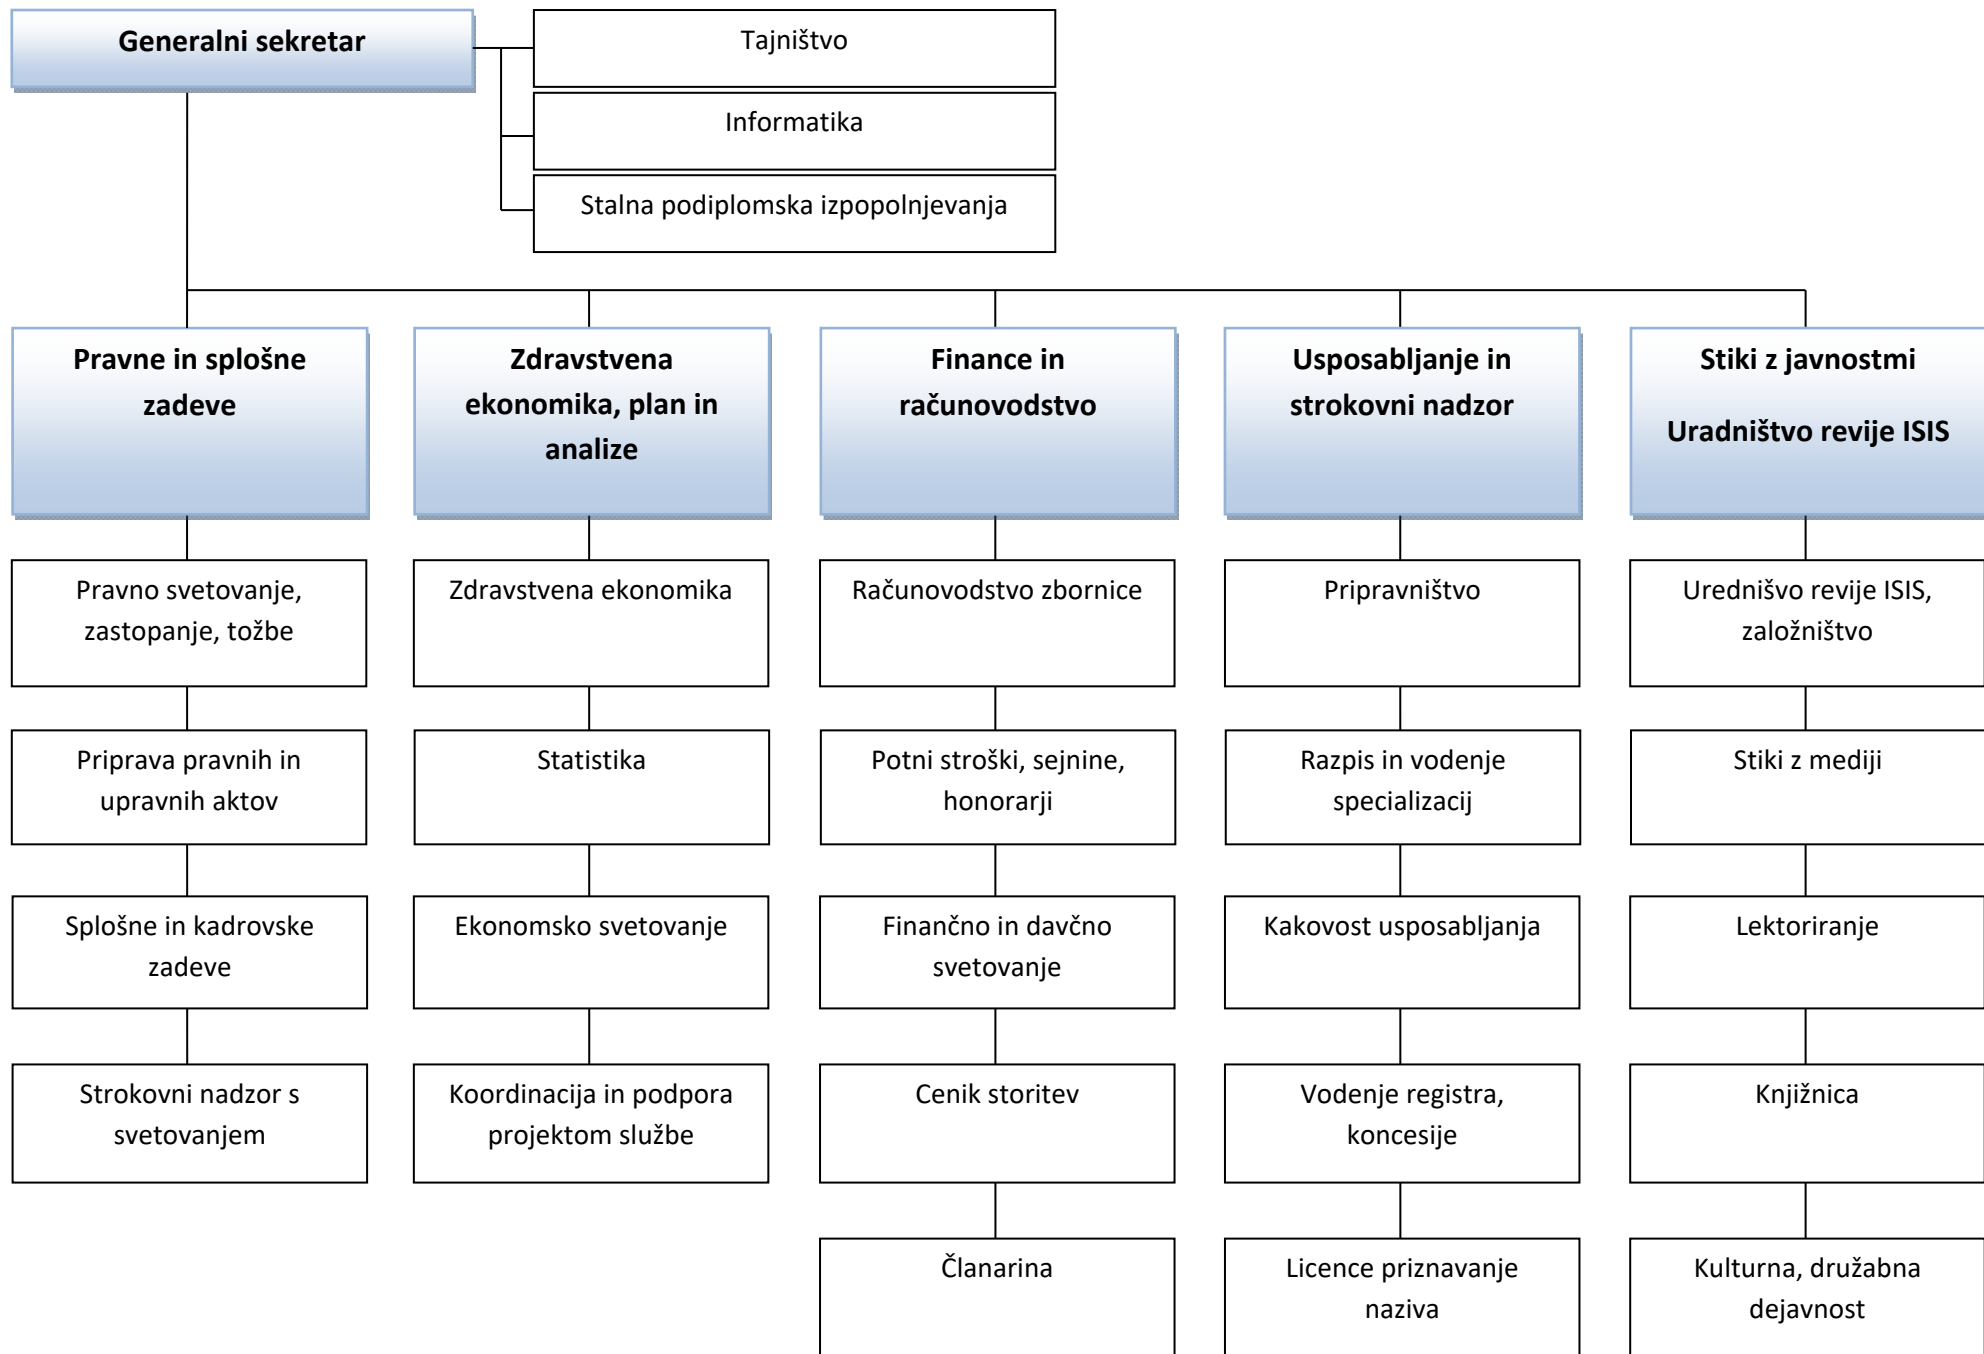 Generalni sekretar
Tajništvo
Informatika
Stalna podiplomska izpopolnjevanja
Pravne in splošne
zadeve
Zdravstvena
ekonomika, plan in
analize
Finance in
računovodstvo
Usposabljanje in
strokovni nadzor
Stiki z javnostmi
Uradništvo revije ISIS
Pravno svetovanje,
zastopanje, tožbe
Zdravstvena ekonomika
Računovodstvo zbornice
Pripravništvo
Urednišvo revije ISIS,
založništvo
Priprava pravnih in
upravnih aktov
Statistika
Potni stroški, sejnine,
honorarji
Razpis in vodenje
specializacij
Stiki z mediji
Splošne in kadrovske
zadeve
Ekonomsko svetovanje
Finančno in davčno
svetovanje
Kakovost usposabljanja
Lektoriranje
Strokovni nadzor s
svetovanjem
Koordinacija in podpora
projektom službe
Cenik storitev
Vodenje registra,
koncesije
Knjižnica
Članarina
Licence priznavanje
naziva
Kulturna, družabna
dejavnost